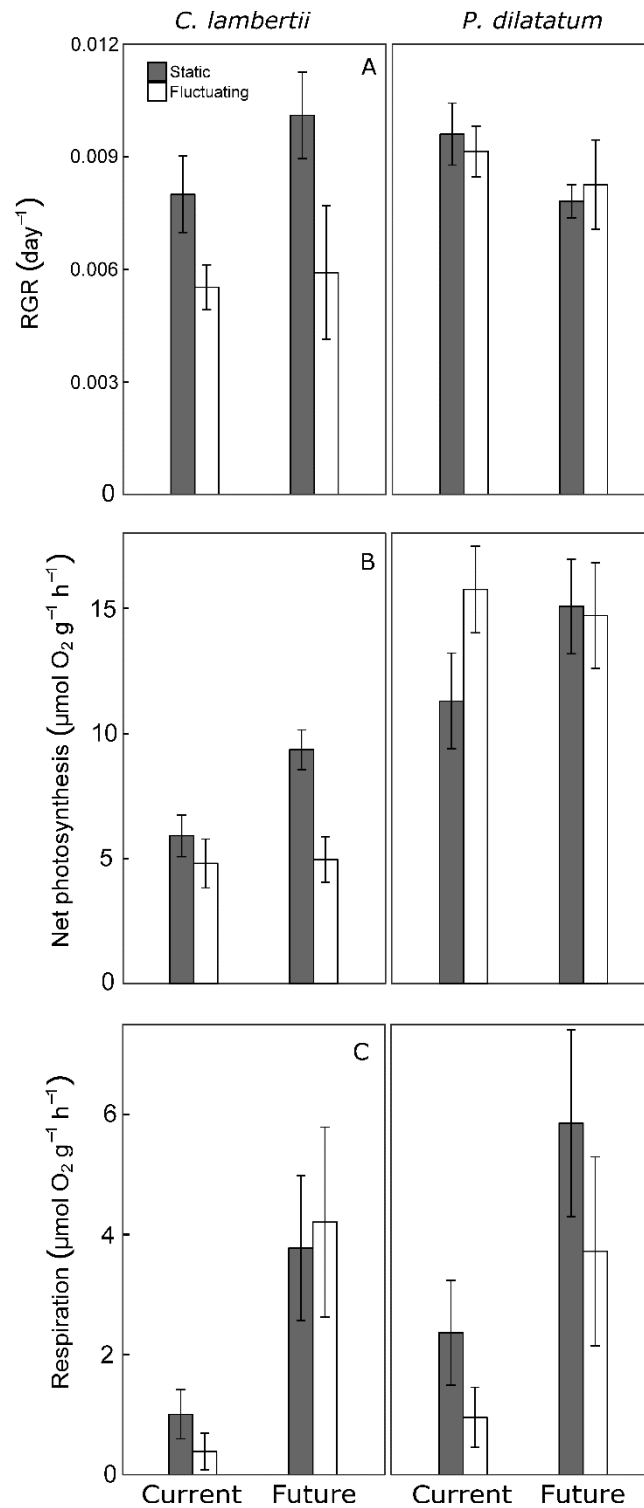 C. lambertii P. dilatatum
0.012
A
Static
Fluctuating
0.009
0.006
0.003
0
RGR (day⁻¹)
B
15
10
5
0
Net photosynthesis (µmol O₂ g⁻¹ h⁻¹)
C
6
4
2
0
Respiration (µmol O₂ g⁻¹ h⁻¹)
Current Future Current Future